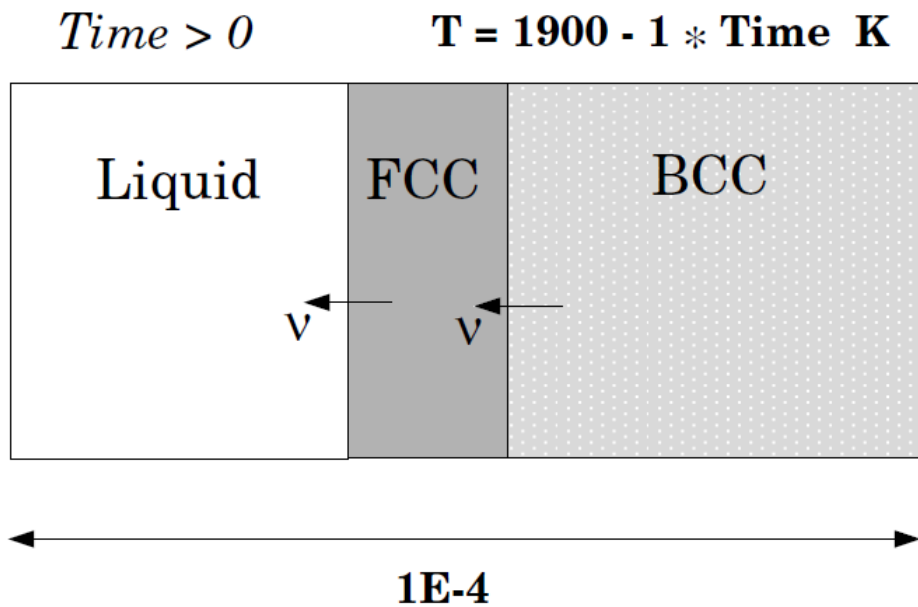 Time > 0 T = 1900 - 1 * Time K
Liquid FCC BCC
ν ν
1E-4